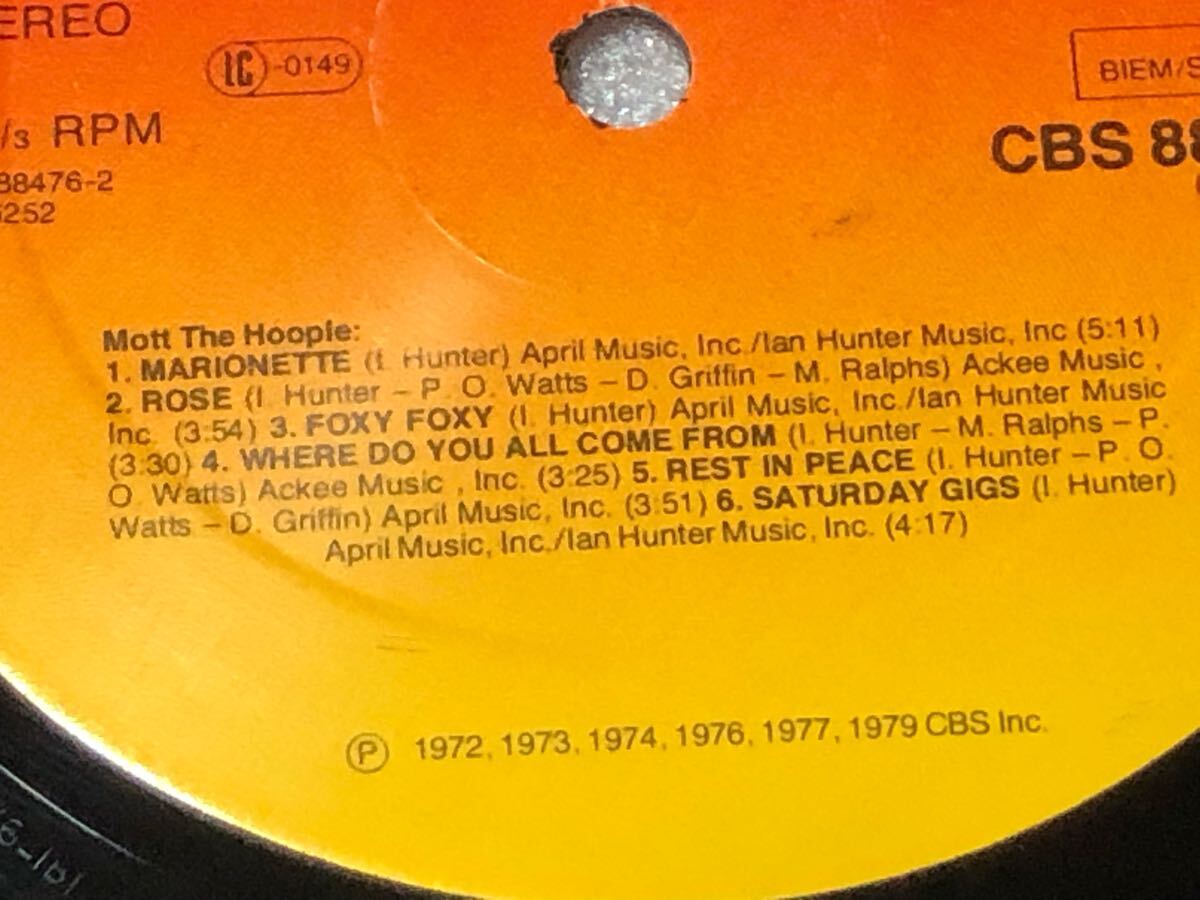 EREO
LC -0149
BIEM/S
/3 RPM
CBS 88
88476-2
6252
Mott The Hoople:
1. MARIONETTE (I. Hunter) April Music, Inc./Ian Hunter Music, Inc (5:11)
2. ROSE (I. Hunter – P. O. Watts – D. Griffin – M. Ralphs) Ackee Music ,
Inc. (3:54) 3. FOXY FOXY (I. Hunter) April Music, Inc./Ian Hunter Music
(3:30) 4. WHERE DO YOU ALL COME FROM (I. Hunter – M. Ralphs – P.
O. Watts) Ackee Music , Inc. (3:25) 5. REST IN PEACE (I. Hunter – P. O.
Watts – D. Griffin) April Music, Inc. (3:51) 6. SATURDAY GIGS (I. Hunter)
April Music, Inc./Ian Hunter Music, Inc. (4:17)
Ⓟ 1972, 1973, 1974, 1976, 1977, 1979 CBS Inc.